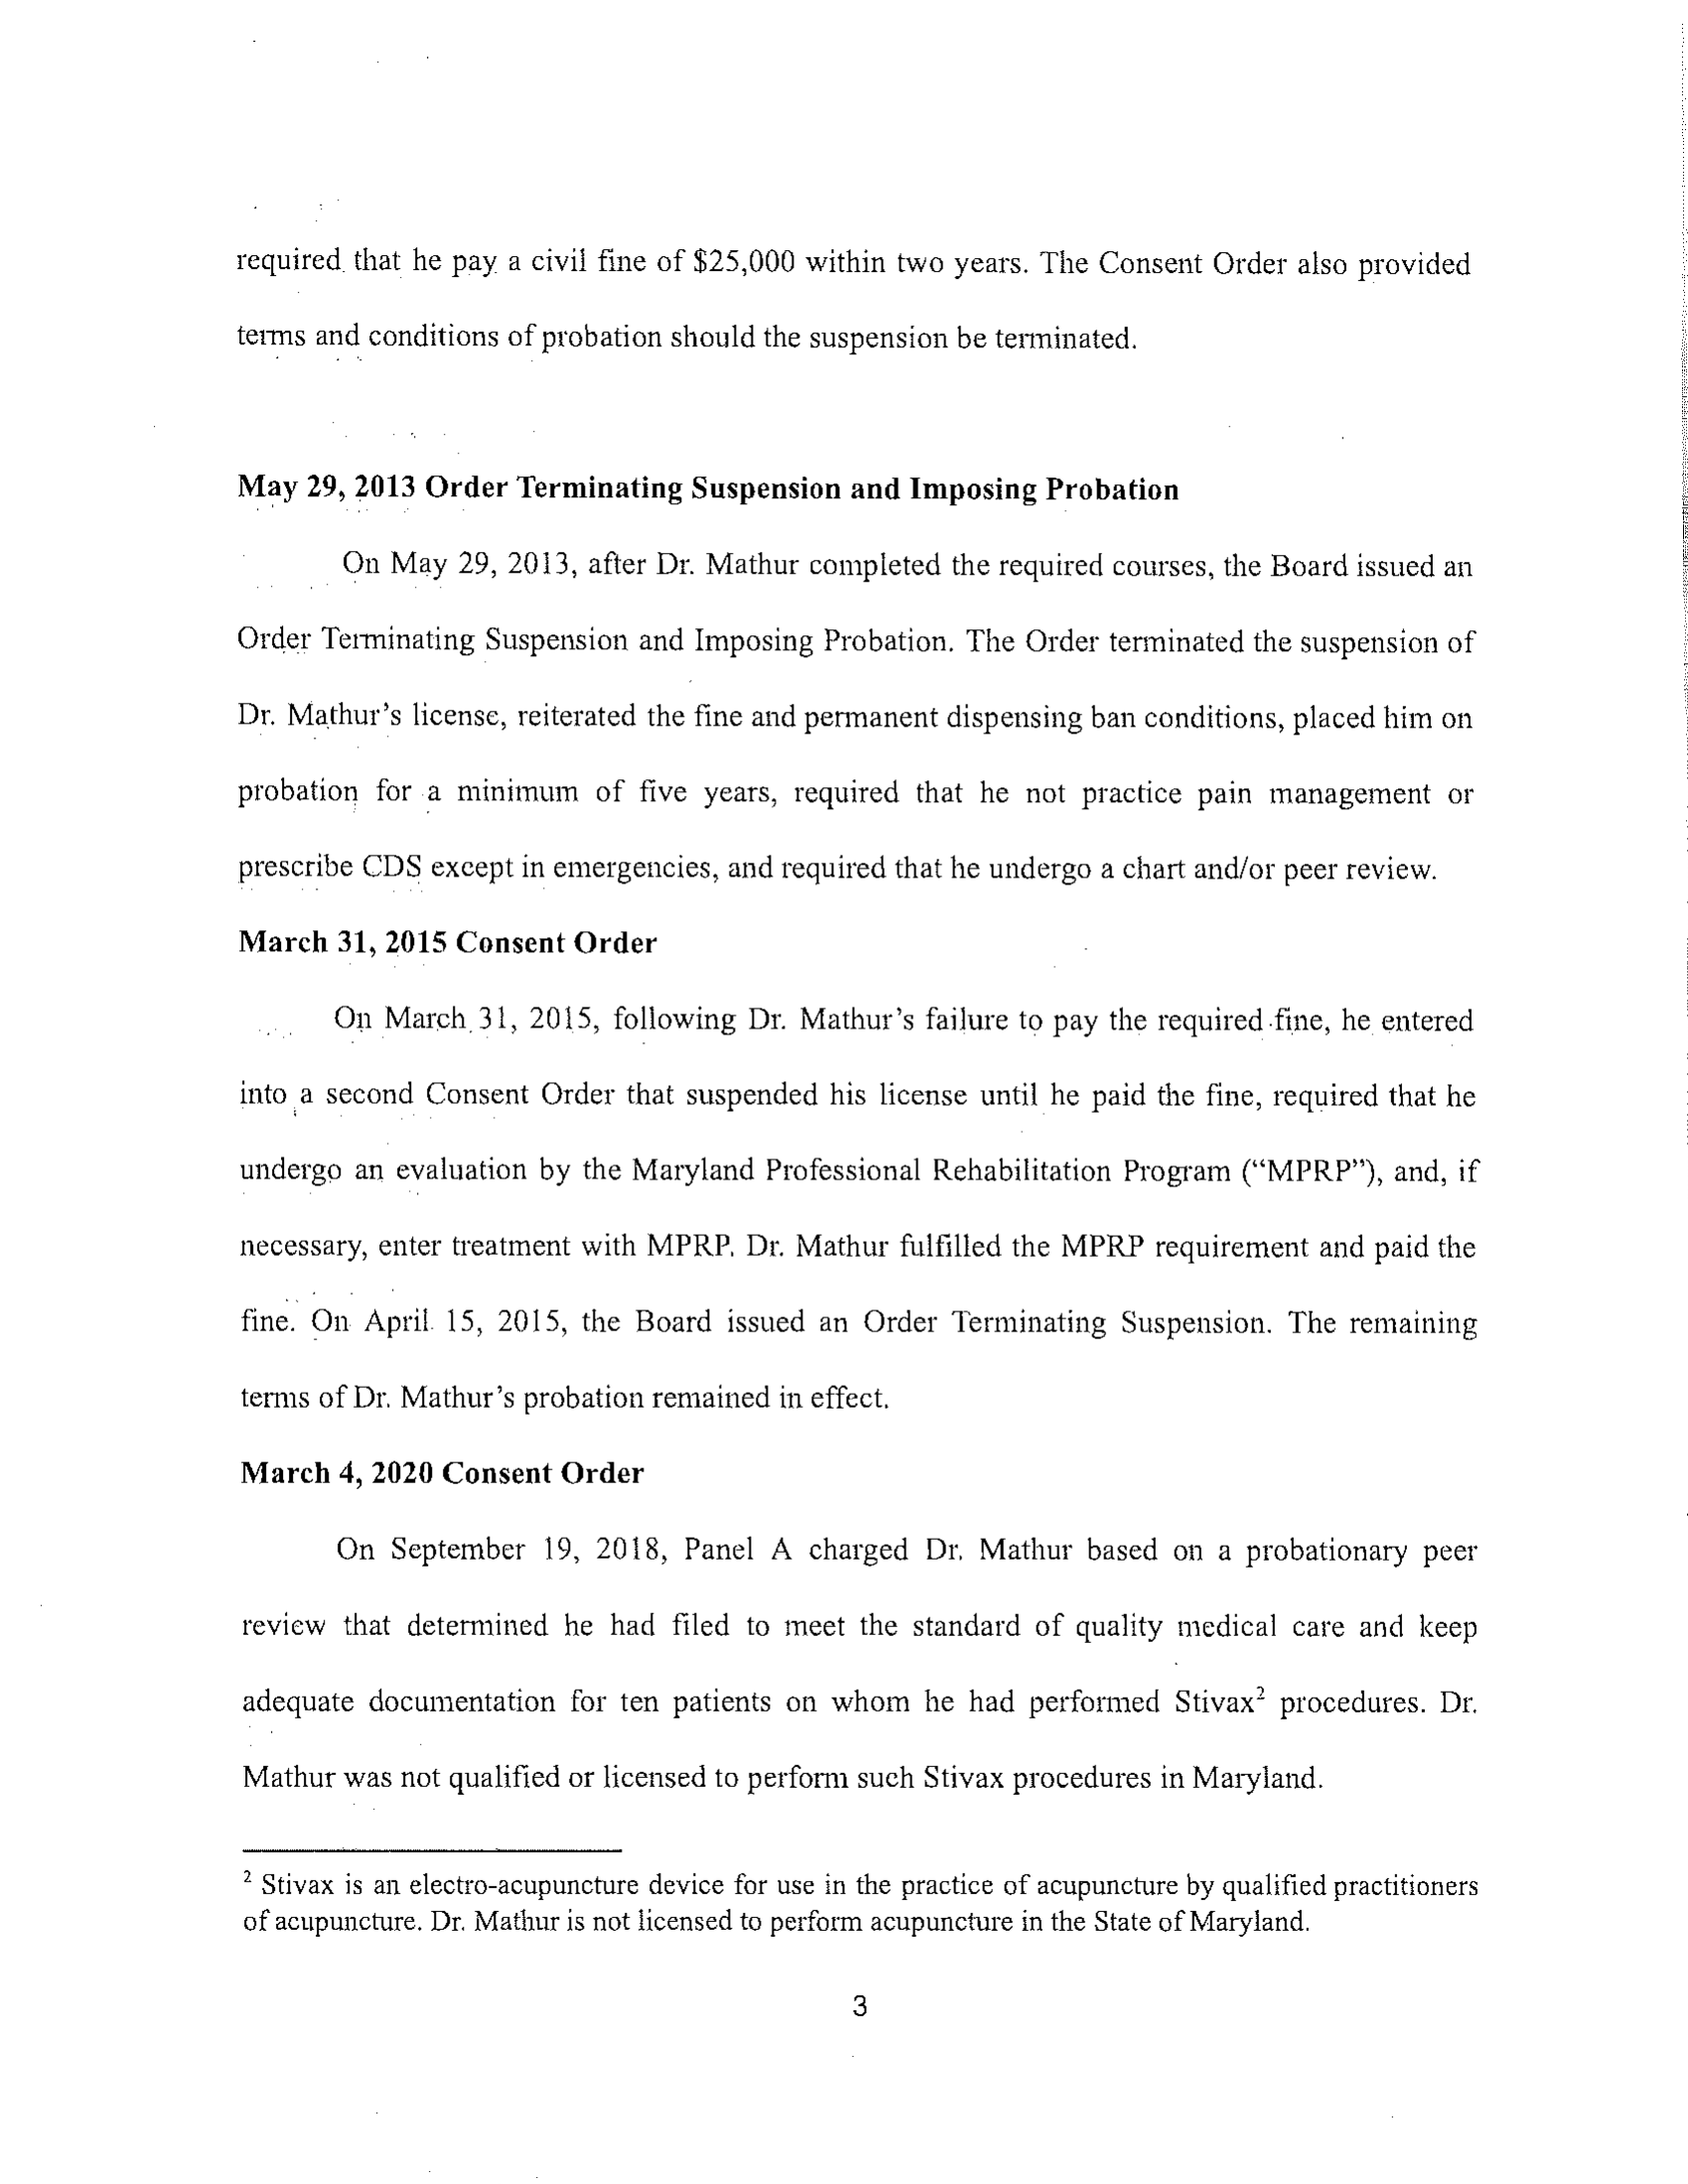 required that he pay a civil fine of $25,000 within two years. The Consent Order also provided
terms and conditions of probation should the suspension be terminated.
May 29, 2013 Order Terminating Suspension and Imposing Probation
On May 29, 2013, after Dr. Mathur completed the required courses, the Board issued an
Order Terminating Suspension and Imposing Probation. The Order terminated the suspension of
Dr. Mathur's license, reiterated the fine and permanent dispensing ban conditions, placed him on
probation for a minimum of five years, required that he not practice pain management or
prescribe CDS except in emergencies, and required that he undergo a chart and/or peer review.
March 31, 2015 Consent Order
On March 31, 2015, following Dr. Mathur's failure to pay the required fine, he entered
into a second Consent Order that suspended his license until he paid the fine, required that he
undergo an evaluation by the Maryland Professional Rehabilitation Program (“MPRP”), and, if
necessary, enter treatment with MPRP. Dr. Mathur fulfilled the MPRP requirement and paid the
fine. On April 15, 2015, the Board issued an Order Terminating Suspension. The remaining
terms of Dr. Mathur's probation remained in effect.
March 4, 2020 Consent Order
On September 19, 2018, Panel A charged Dr. Mathur based on a probationary peer
review that determined he had filed to meet the standard of quality medical care and keep
adequate documentation for ten patients on whom he had performed Stivax² procedures. Dr.
Mathur was not qualified or licensed to perform such Stivax procedures in Maryland.
² Stivax is an electro-acupuncture device for use in the practice of acupuncture by qualified practitioners
of acupuncture. Dr. Mathur is not licensed to perform acupuncture in the State of Maryland.
3